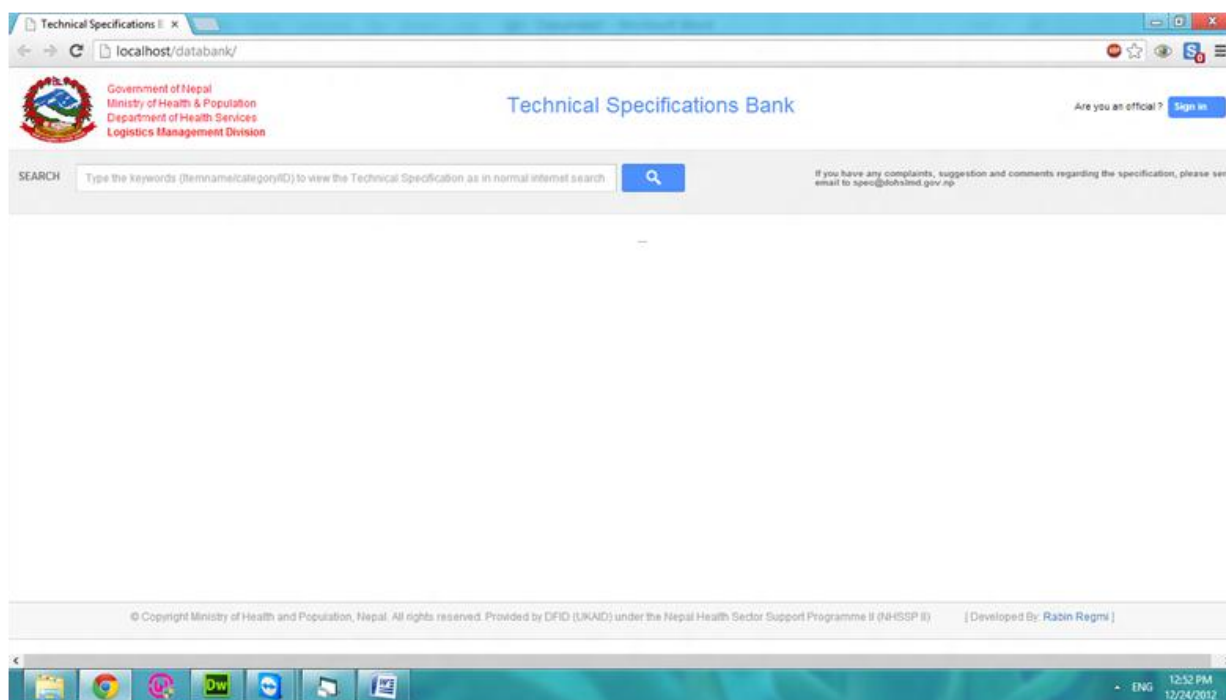 Technical Specifications
localhost/databank/
Government of Nepal
Ministry of Health & Population
Department of Health Services
Logistics Management Division
Technical Specifications Bank
Are you an official ? Sign in
SEARCH
Type the keywords (Itemname/category/ID) to view the Technical Specification as in normal internet search
If you have any complaints, suggestion and comments regarding the specification, please
email to spec@dohslmd.gov.np
© Copyright Ministry of Health and Population, Nepal. All rights reserved. Provided by DFID (UKAID) under the Nepal Health Sector Support Programme II (NHSSP II) [ Developed By: Rabin Regmi ]
Dw
ENG
12:52 PM
12/24/2012